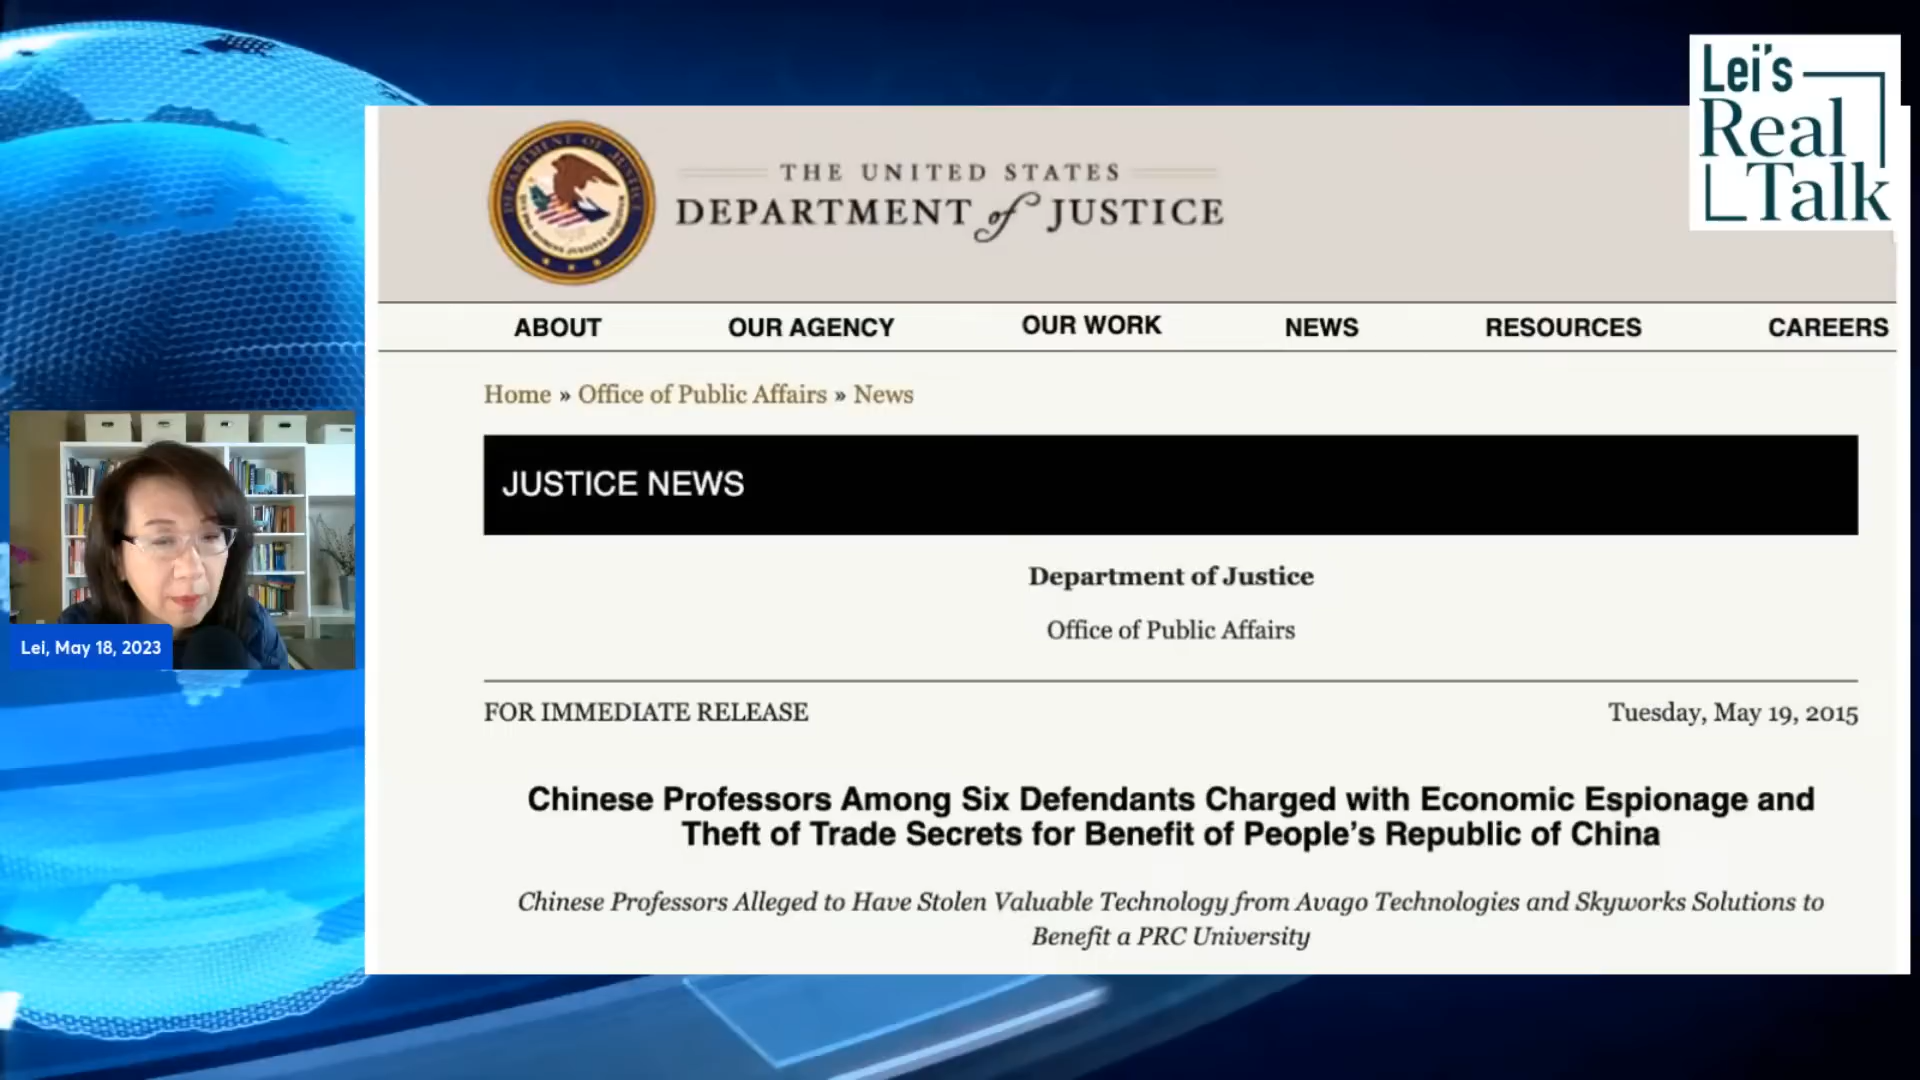 Lei's
Real
Talk
THE UNITED STATES
DEPARTMENT of JUSTICE
ABOUT OUR AGENCY OUR WORK NEWS RESOURCES CAREERS
Home » Office of Public Affairs » News
JUSTICE NEWS
Department of Justice
Office of Public Affairs
Lei, May 18, 2023
FOR IMMEDIATE RELEASE Tuesday, May 19, 2015
Chinese Professors Among Six Defendants Charged with Economic Espionage and
Theft of Trade Secrets for Benefit of People's Republic of China
Chinese Professors Alleged to Have Stolen Valuable Technology from Avago Technologies and Skyworks Solutions to
Benefit a PRC University